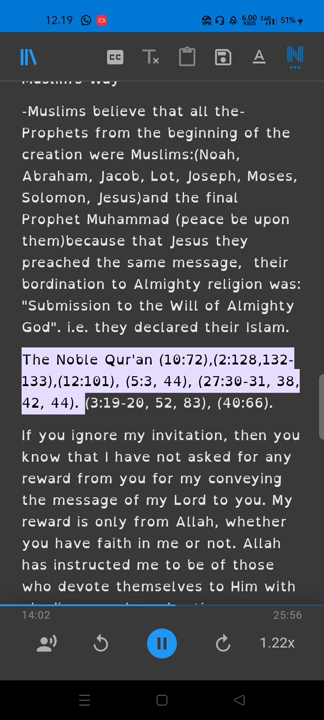 12.19
6.00
KB/S
51%
CC
Muslim's Way
-Muslims believe that all the-
Prophets from the beginning of the
creation were Muslims:(Noah,
Abraham, Jacob, Lot, Joseph, Moses,
Solomon, Jesus)and the final
Prophet Muhammad (peace be upon
them)because that Jesus they
preached the same message,  their
bordination to Almighty religion was:
"Submission to the Will of Almighty
God". i.e. they declared their Islam.
The Noble Qur'an (10:72),(2:128,132-
133),(12:101), (5:3, 44), (27:30-31, 38,
42, 44). (3:19-20, 52, 83), (40:66).
If you ignore my invitation, then you
know that I have not asked for any
reward from you for my conveying
the message of my Lord to you. My
reward is only from Allah, whether
you have faith in me or not. Allah
has instructed me to be of those
who devote themselves to Him with
14:02
25:56
1.22x